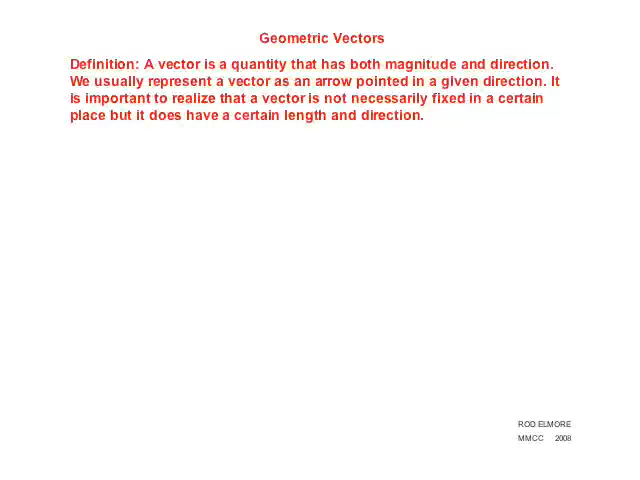 Geometric Vectors
Definition: A vector is a quantity that has both magnitude and direction.
We usually represent a vector as an arrow pointed in a given direction. It
is important to realize that a vector is not necessarily fixed in a certain
place but it does have a certain length and direction.
ROD ELMORE
MMCC 2008